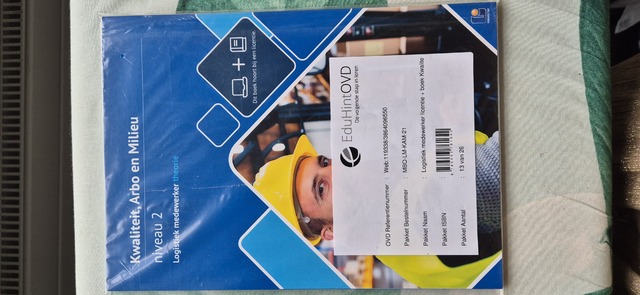 Kwaliteit, Arbo en Milieu
niveau 2
Logistiek medewerker theorie
Dit boek hoort bij een licentie.
EduHintOVD
De volgende stap in leren
OVD Referentienummer : Web:119338/3864096550
Pakket Bestelnummer : MBO-LM-KAM-21
Pakket Naam : Logistiek medewerker licentie + boek Kwalite
Pakket ISBN :
Pakket Aantal : 13 van 26